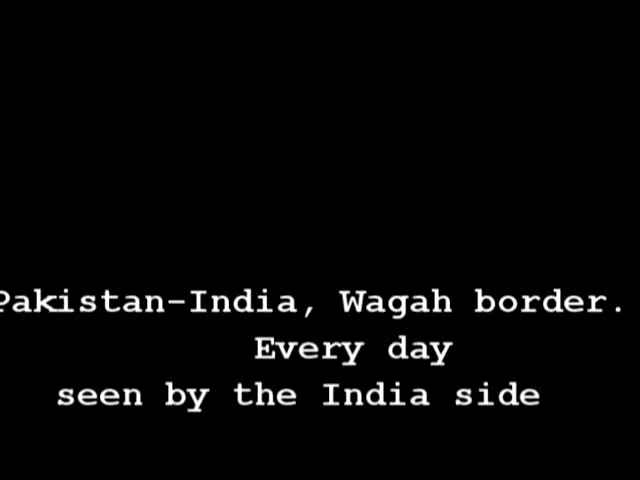 Pakistan-India, Wagah border.
Every day
seen by the India side